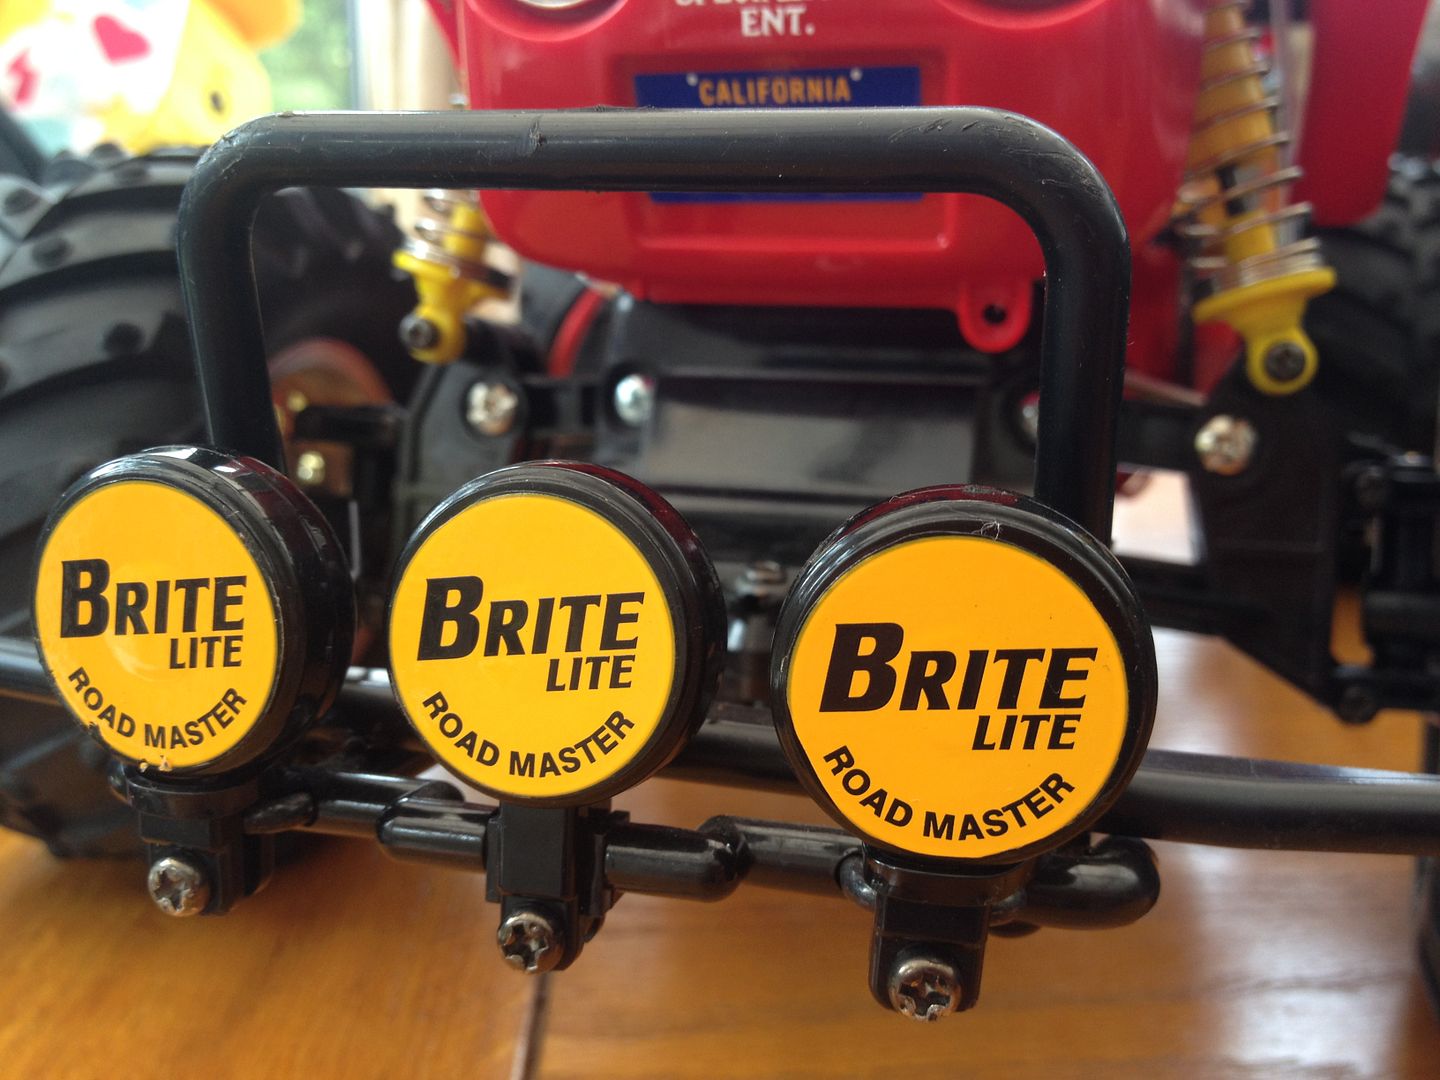 ENT.
CALIFORNIA
BRITE
LITE
ROAD MASTER
BRITE
LITE
ROAD MASTER
BRITE
LITE
ROAD MASTER